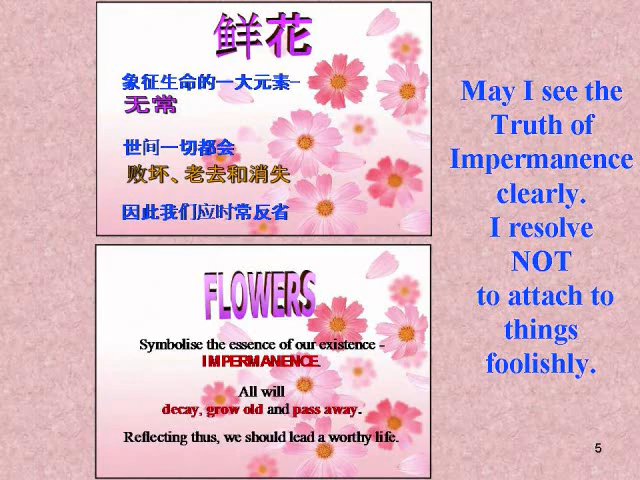 鲜花
象征生命的一大元素-
无常
世间一切都会
败坏、老去和消失
因此我们应时常反省
FLOWERS
Symbolise the essence of our existence -
IMPERMANENCE.
All will
decay, grow old and pass away.
Reflecting thus, we should lead a worthy life.
May I see the
Truth of
Impermanence
clearly.
I resolve
NOT
to attach to
things
foolishly.
5